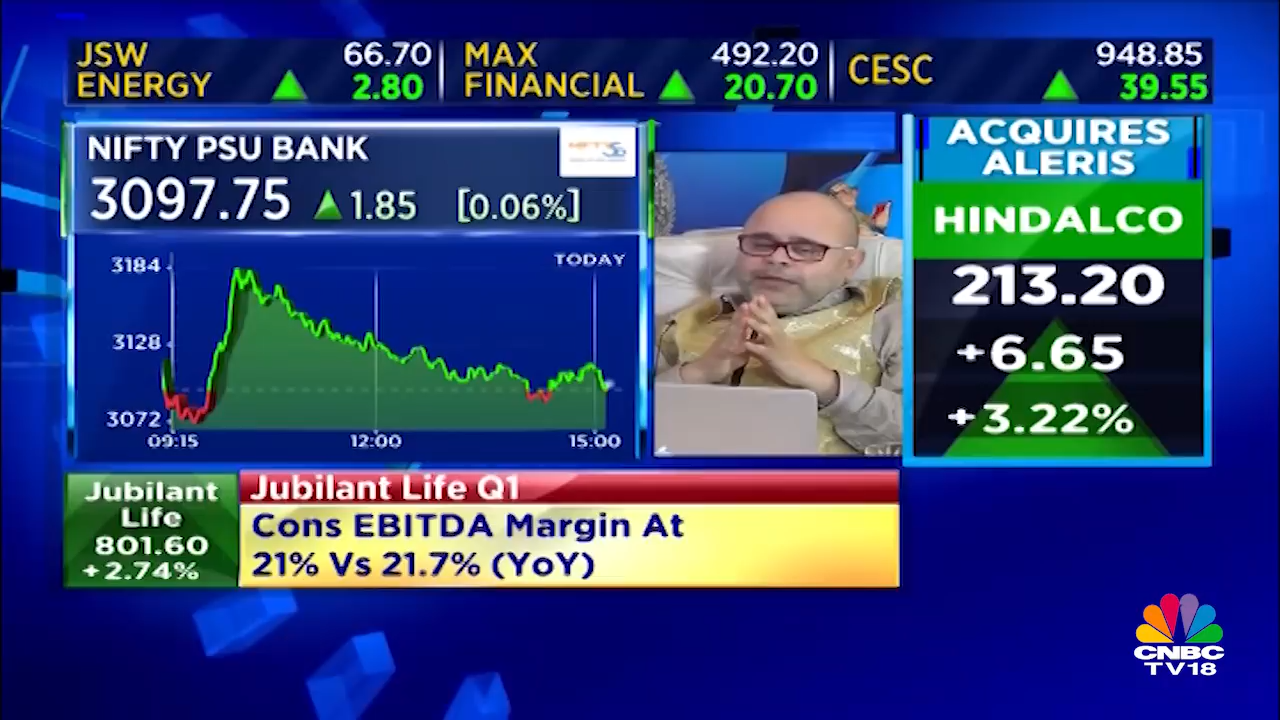 JSW ENERGY
66.70
2.80
MAX FINANCIAL
492.20
20.70
CESC
948.85
39.55
NIFTY PSU BANK
3097.75 ▲ 1.85 [0.06%]
TODAY
3184
3128
3072
09:15 12:00 15:00
ACQUIRES
ALERIS
HINDALCO
213.20
+6.65
+3.22%
Jubilant
Life
801.60
+2.74%
Jubilant Life Q1
Cons EBITDA Margin At
21% Vs 21.7% (YoY)
CNBC
TV18